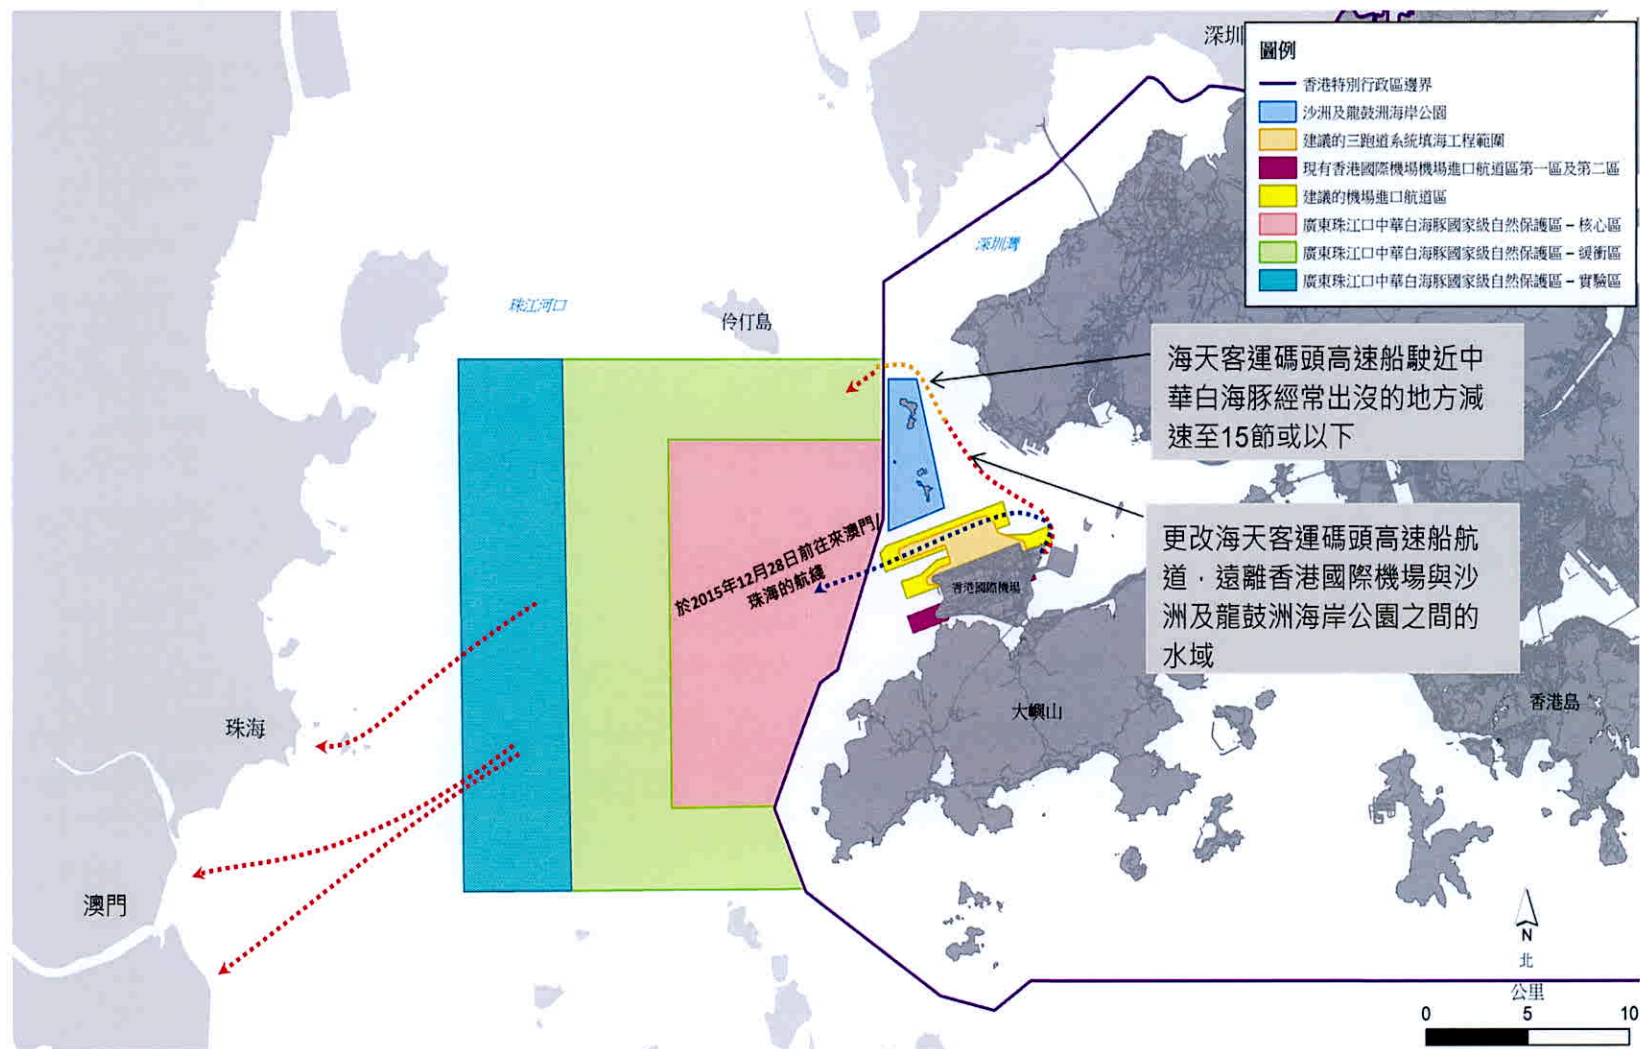 深圳
圖例
香港特別行政區邊界
沙洲及龍鼓洲海岸公園
建議的三跑道系統填海工程範圍
現有香港國際機場機場進口航道區第一區及第二區
建議的機場進口航道區
廣東珠江口中華白海豚國家級自然保護區 – 核心區
廣東珠江口中華白海豚國家級自然保護區 – 緩衝區
廣東珠江口中華白海豚國家級自然保護區 – 實驗區
深圳灣
珠江河口
伶仃島
海天客運碼頭高速船駛近中
華白海豚經常出沒的地方減
速至15節或以下
於2015年12月28日前往來澳門/
珠海的航綫
更改海天客運碼頭高速船航
道，遠離香港國際機場與沙
洲及龍鼓洲海岸公園之間的
水域
香港國際機場
大嶼山
香港島
珠海
澳門
N
北
公里
0 5 10